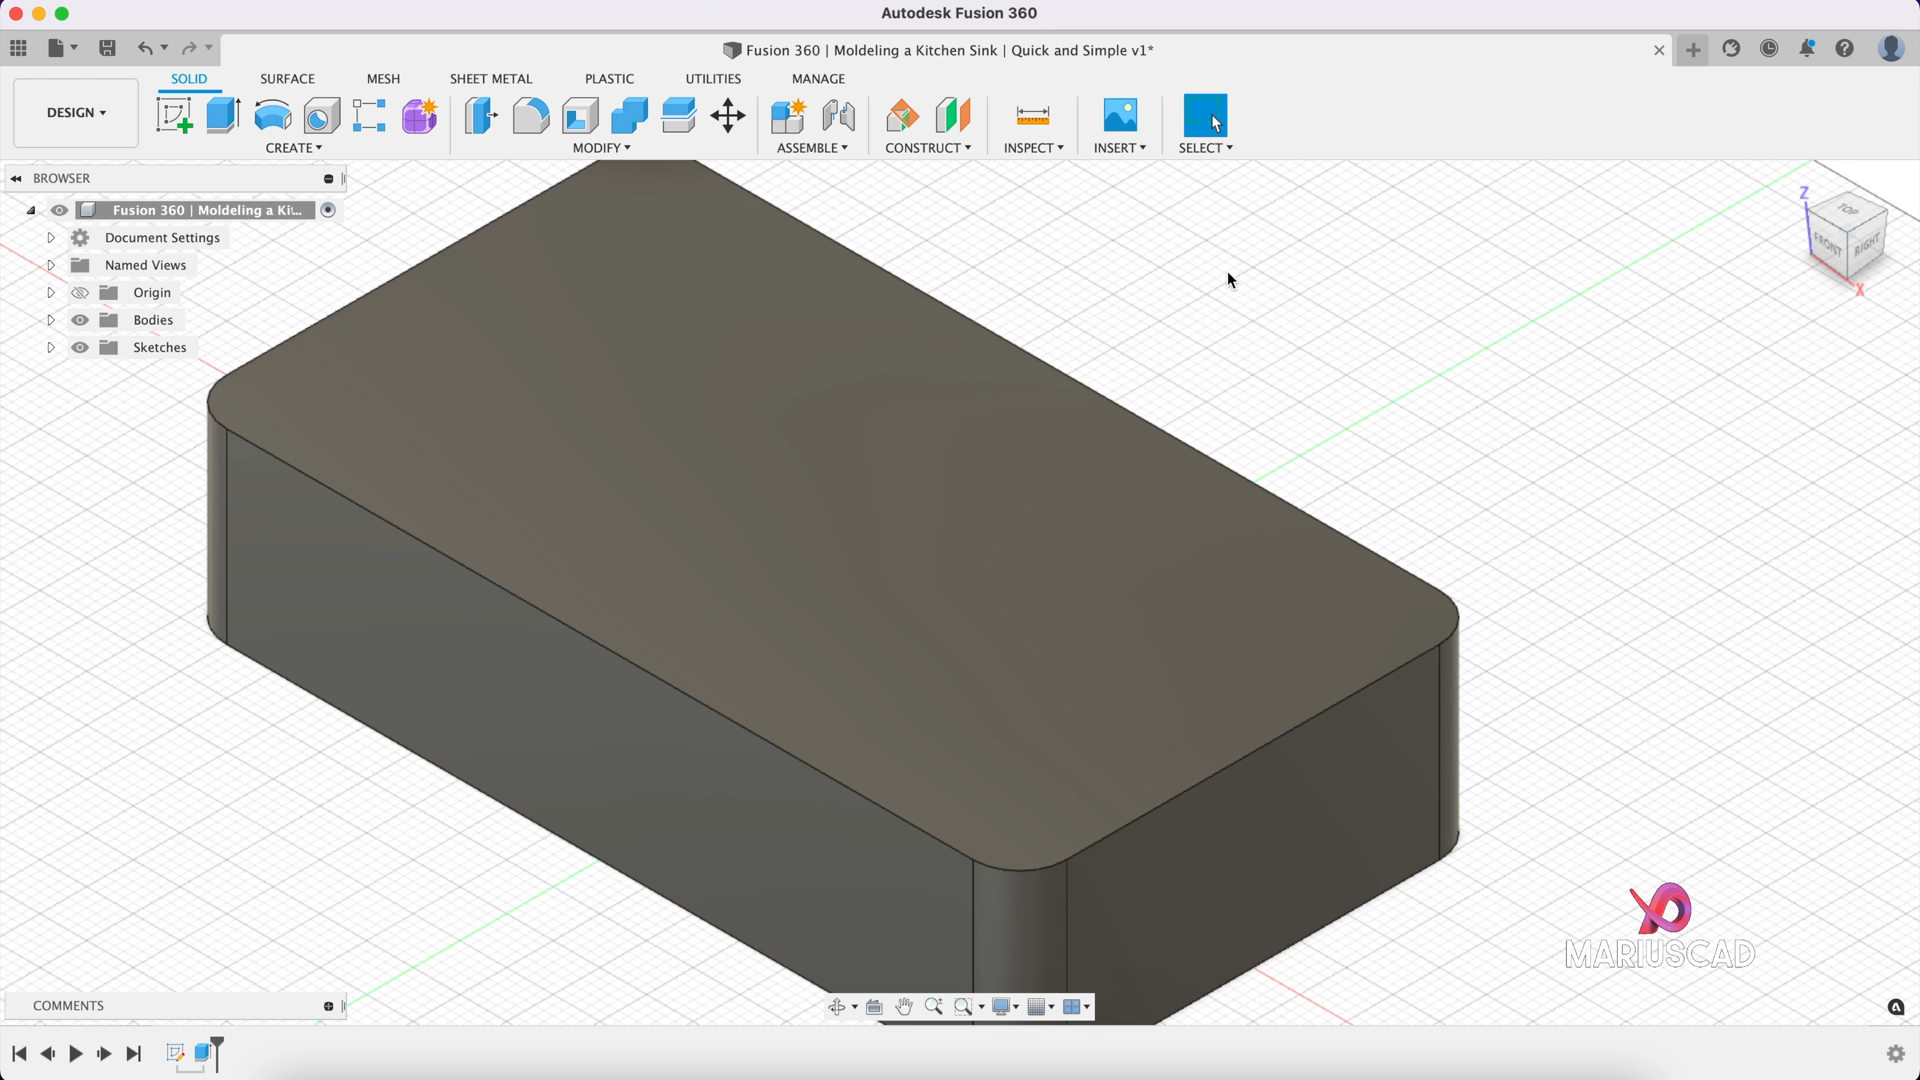 Autodesk Fusion 360
Fusion 360 | Moldeling a Kitchen Sink | Quick and Simple v1*
SOLID SURFACE MESH SHEET METAL PLASTIC UTILITIES MANAGE
DESIGN
CREATE MODIFY ASSEMBLE CONSTRUCT INSPECT INSERT SELECT
BROWSER
Fusion 360 | Moldeling a Ki...
Document Settings
Named Views
Origin
Bodies
Sketches
Z
TOP
FRONT
RIGHT
X
MARIUSCAD
COMMENTS